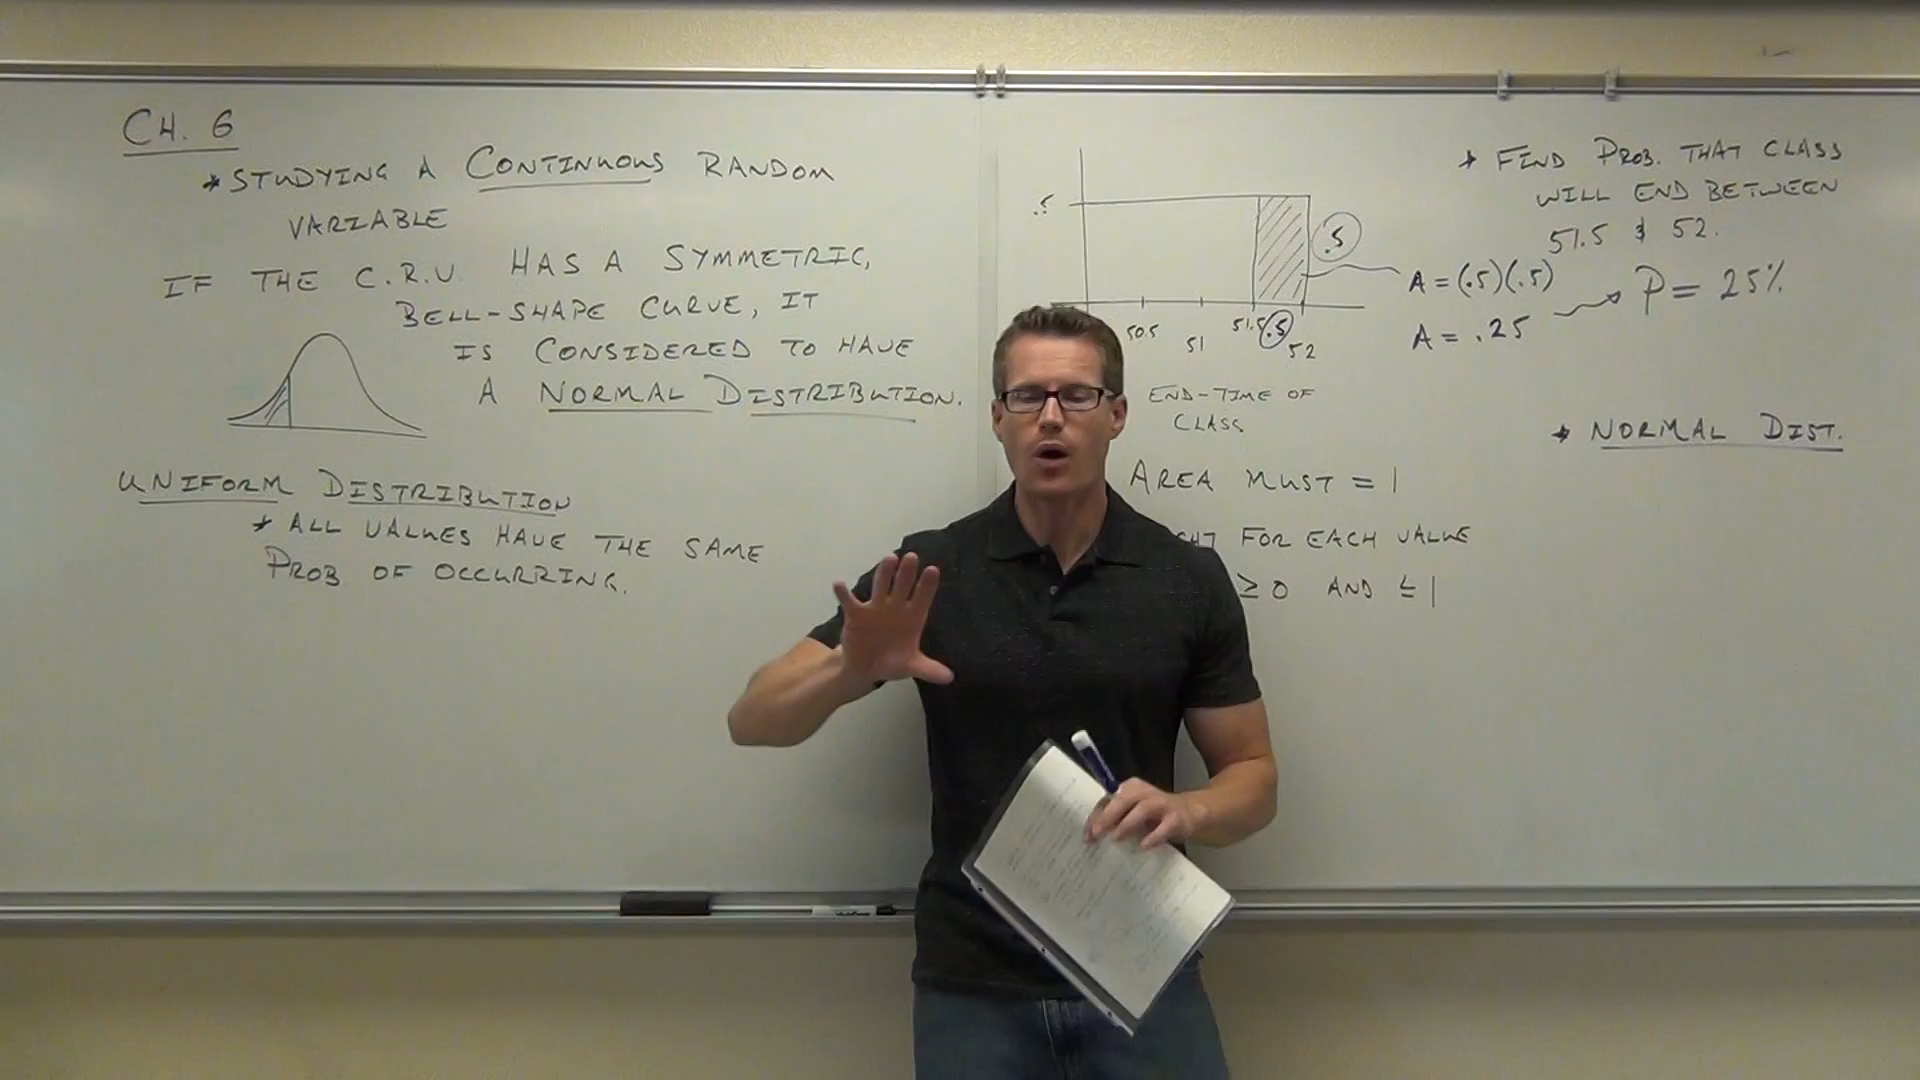 CH. 6
* STUDYING A CONTINUOUS RANDOM
VARIABLE
IF THE C.R.V HAS A SYMMETRIC,
BELL-SHAPE CURVE, IT
IS CONSIDERED TO HAVE
A NORMAL DISTRIBUTION.
UNIFORM DISTRIBUTION
* ALL VALUES HAVE THE SAME
PROB OF OCCURRING.
.5
.5
50.5
51
51.5
.5
52
END-TIME OF
CLASS
AREA MUST = 1
FOR EACH VALUE
≥ 0 AND ≤ 1
* FIND PROB. THAT CLASS
WILL END BETWEEN
51.5 & 52.
A = (.5)(.5)
A = .25
P = 25%
* NORMAL DIST.